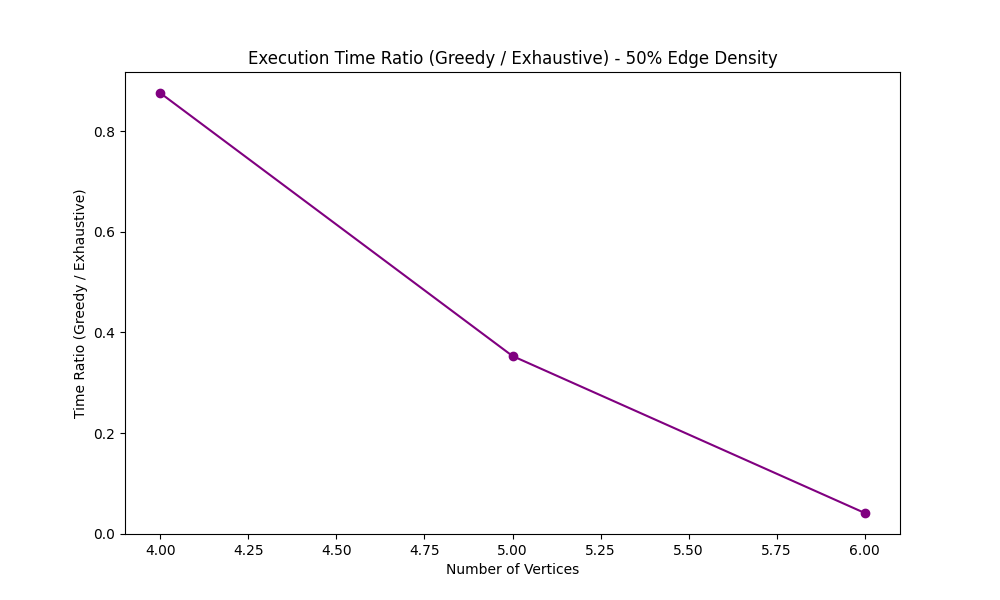 Execution Time Ratio (Greedy / Exhaustive) - 50% Edge Density
Time Ratio (Greedy / Exhaustive)
0.8
0.6
0.4
0.2
0.0
4.00 4.25 4.50 4.75 5.00 5.25 5.50 5.75 6.00
Number of Vertices